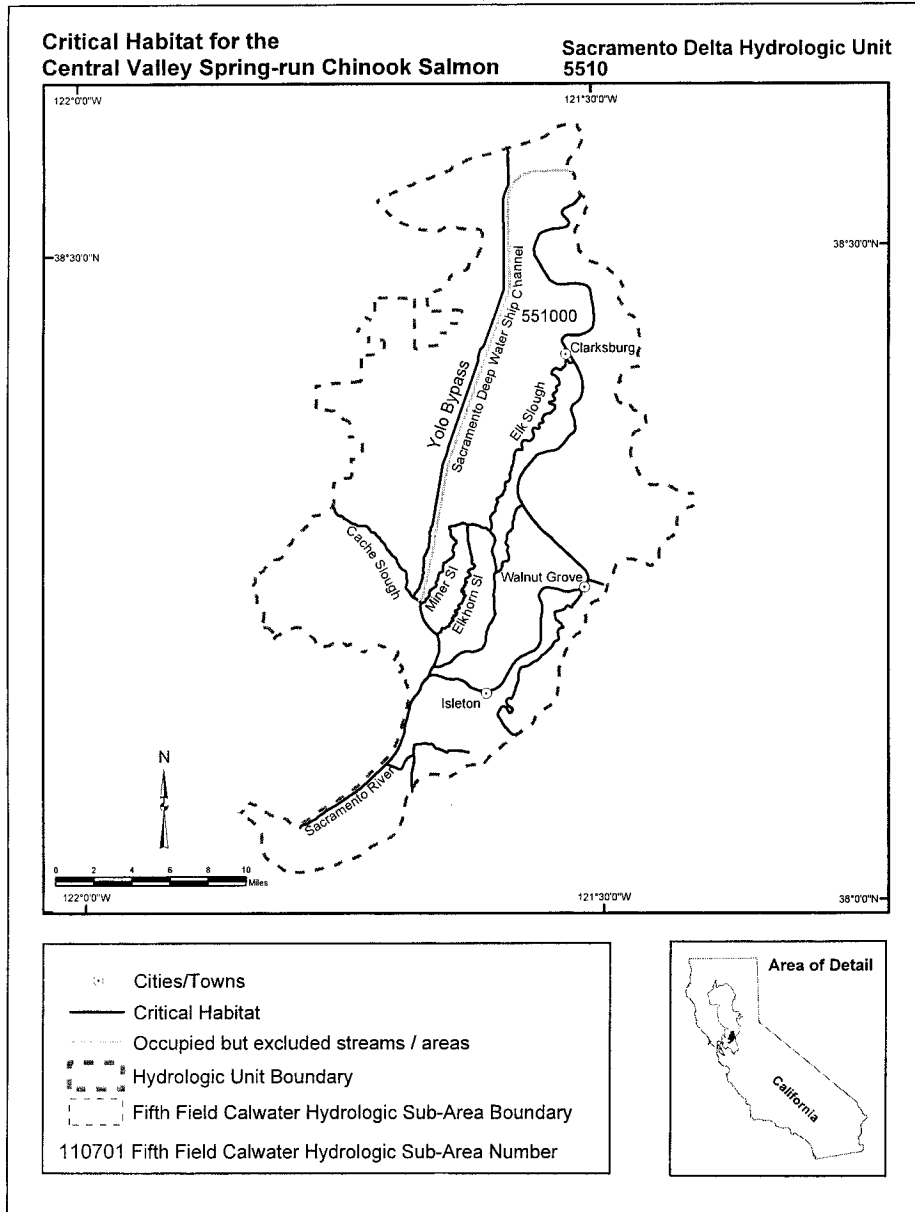 Critical Habitat for the
Central Valley Spring-run Chinook Salmon
Sacramento Delta Hydrologic Unit
5510
122°0'0"W
121°30'0"W
38°30'0"N
38°30'0"N
Yolo Bypass
Sacramento Deep Water Ship Channel
551000
Clarksburg
Elk Slough
Cache Slough
Miner Sl
Elkhorn Sl
Walnut Grove
Isleton
Sacramento River
N
0 2 4 6 8 10
Miles
122°0'0"W
121°30'0"W
38°0'0"N
Cities/Towns
Critical Habitat
Occupied but excluded streams / areas
Hydrologic Unit Boundary
Fifth Field Calwater Hydrologic Sub-Area Boundary
110701 Fifth Field Calwater Hydrologic Sub-Area Number
Area of Detail
California